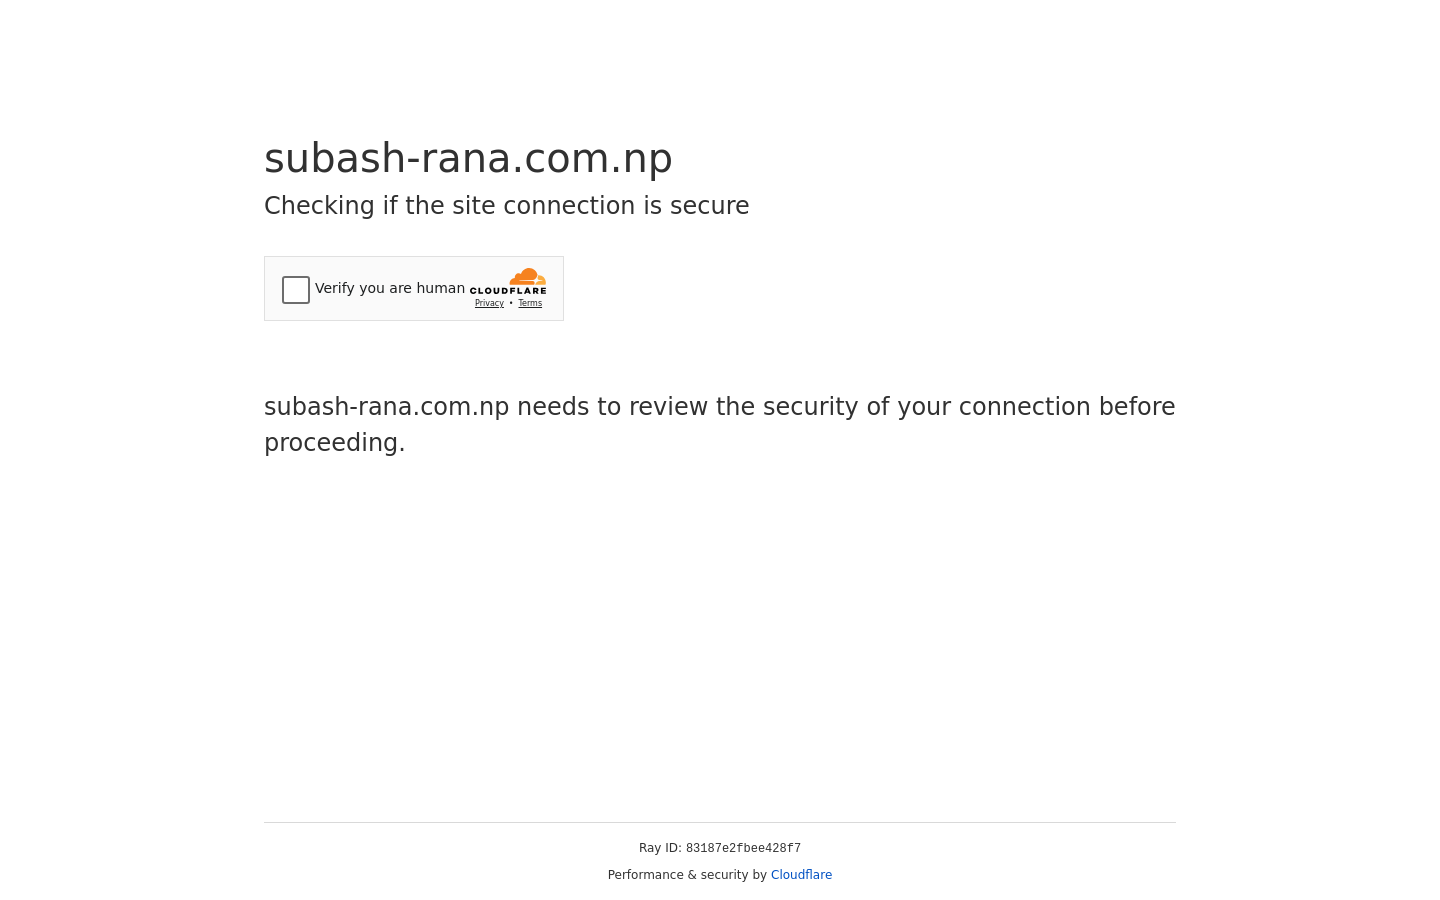 subash-rana.com.np
Checking if the site connection is secure
Verify you are human
CLOUDFLARE
Privacy • Terms
subash-rana.com.np needs to review the security of your connection before
proceeding.
Ray ID: 83187e2fbee428f7
Performance & security by Cloudflare